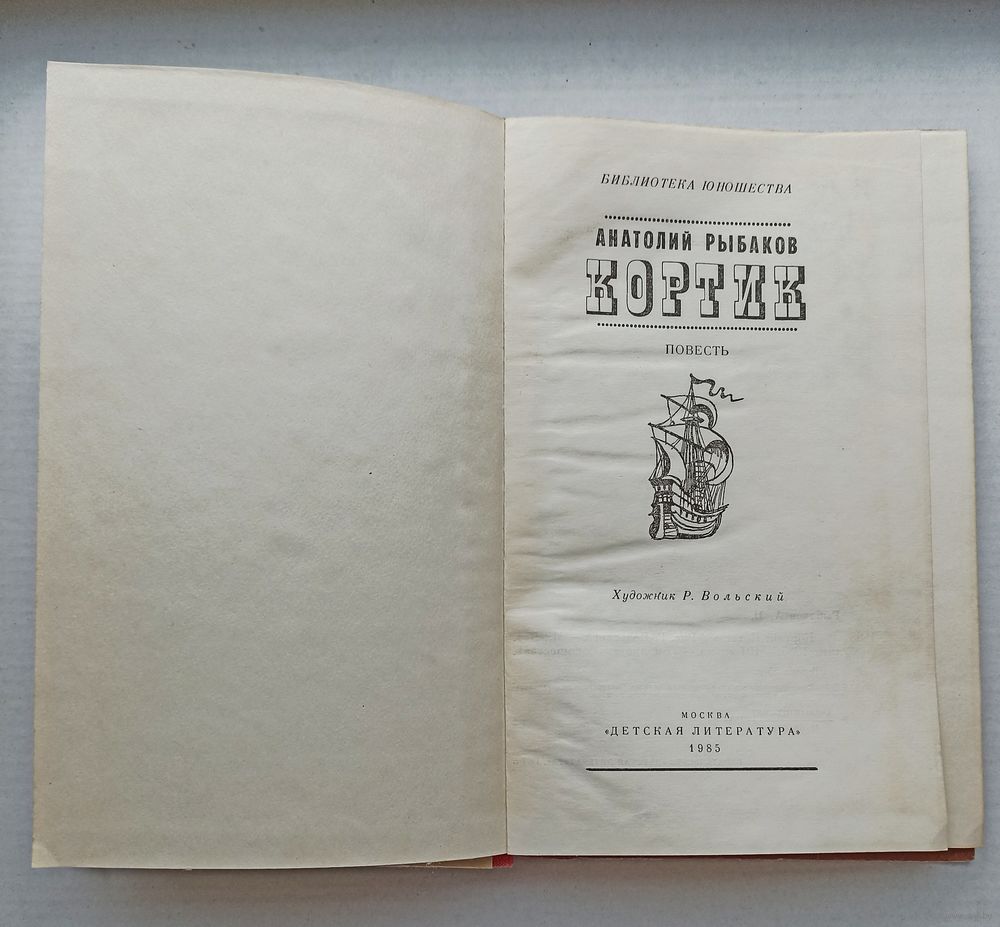 БИБЛИОТЕКА ЮНОШЕСТВА
АНАТОЛИЙ РЫБАКОВ
КОРТИК
ПОВЕСТЬ
Художник Р. Вольский
МОСКВА
«ДЕТСКАЯ ЛИТЕРАТУРА»
1985